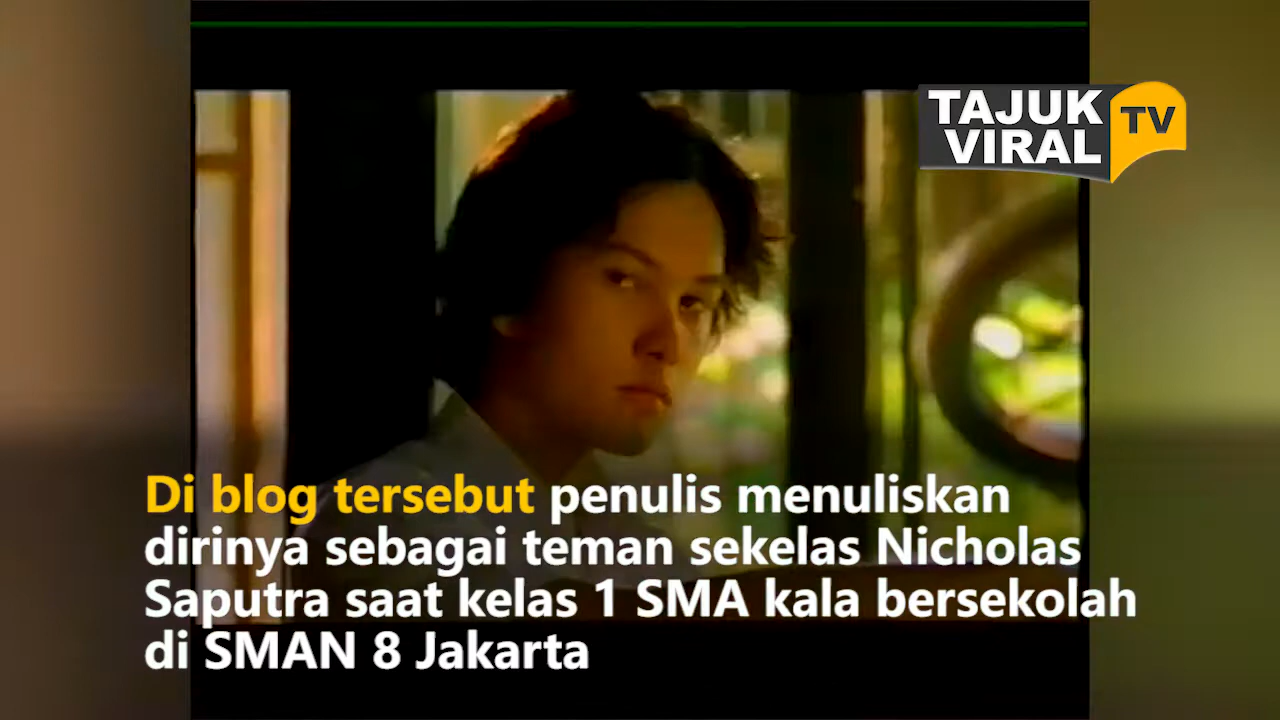 TAJUK
VIRAL
TV
Di blog tersebut penulis menuliskan
dirinya sebagai teman sekelas Nicholas
Saputra saat kelas 1 SMA kala bersekolah
di SMAN 8 Jakarta